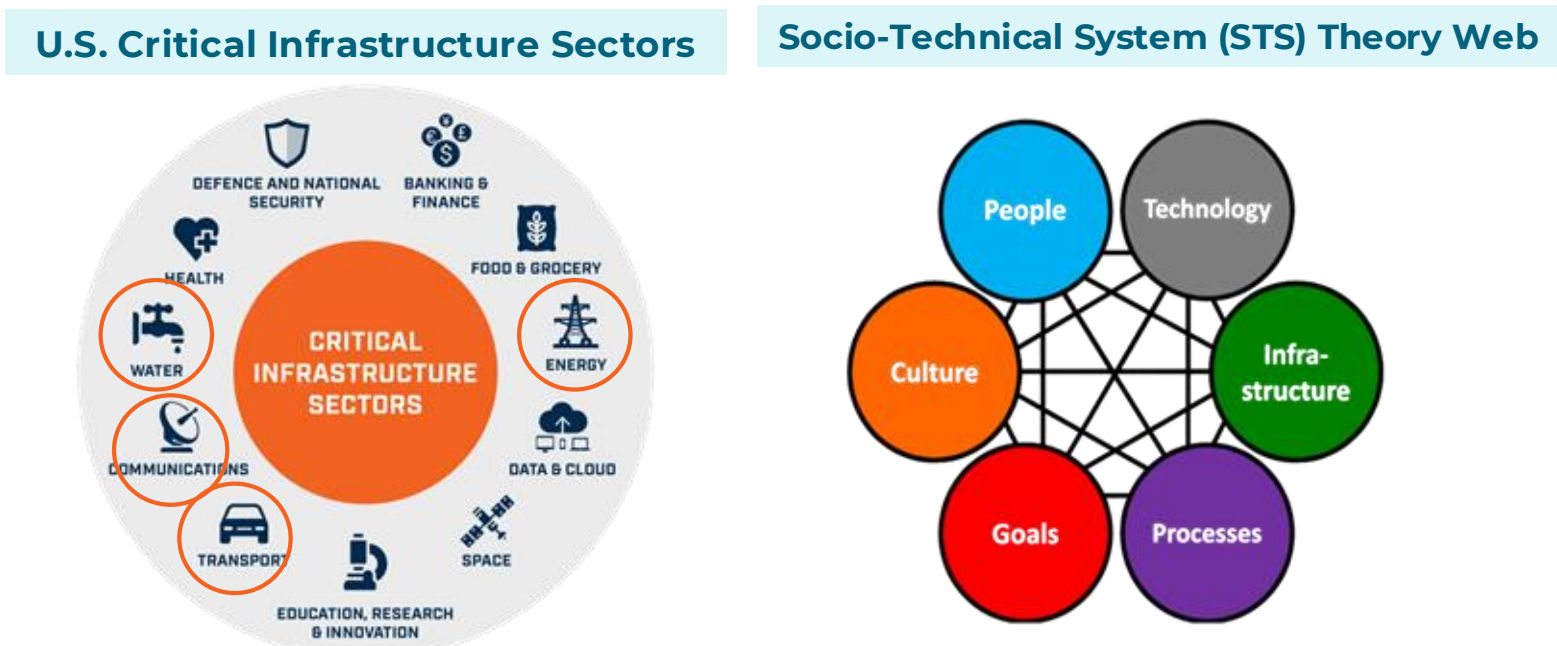 U.S. Critical Infrastructure Sectors
DEFENCE AND NATIONAL
SECURITY
BANKING &
FINANCE
HEALTH
FOOD & GROCERY
WATER
ENERGY
CRITICAL
INFRASTRUCTURE
SECTORS
COMMUNICATIONS
DATA & CLOUD
TRANSPORT
SPACE
EDUCATION, RESEARCH
& INNOVATION
Socio-Technical System (STS) Theory Web
People
Technology
Culture
Infra-
structure
Goals
Processes